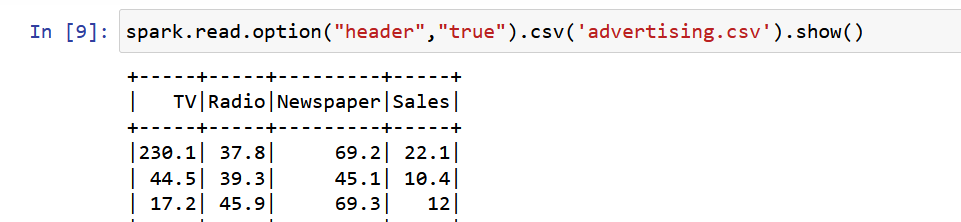 In [9]: spark.read.option("header","true").csv('advertising.csv').show()
+-----+-----+---------+-----+
|   TV|Radio|Newspaper|Sales|
+-----+-----+---------+-----+
|230.1| 37.8|     69.2| 22.1|
| 44.5| 39.3|     45.1| 10.4|
| 17.2| 45.9|     69.3|   12|